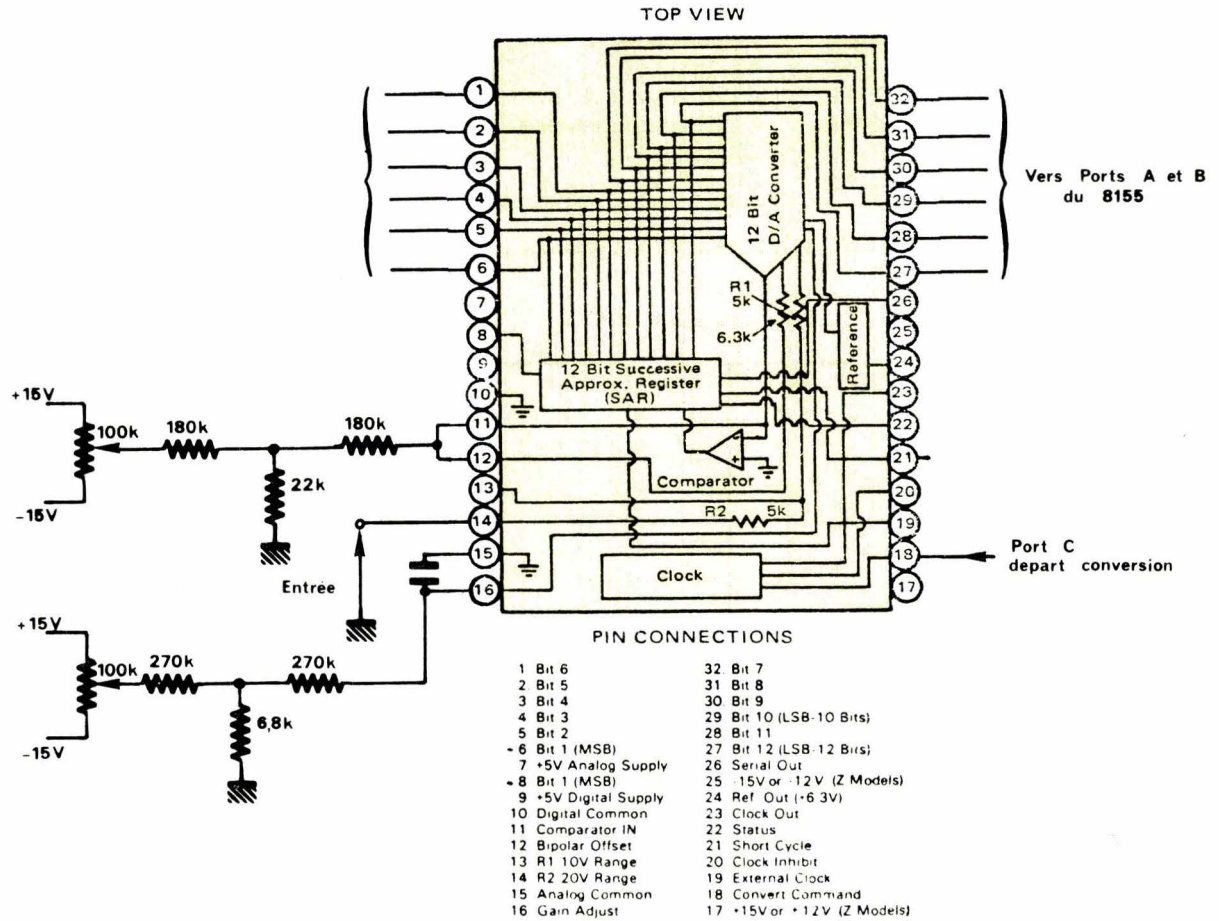 TOP VIEW
1
2
3
4
5
6
7
8
9
10
11
12
13
14
15
16
32
31
30
29
28
27
26
25
24
23
22
21
20
19
18
17
12 Bit
D/A Converter
R1
5k
6.3k
Raference
12 Bit Successive
Approx. Register
(SAR)
Comparator
R2 5k
Clock
Vers Ports A et B
du 8155
Port C
depart conversion
+15V
100k
180k
180k
22k
-15V
Entrée
+15V
100k
270k
270k
6,8k
-15V
PIN CONNECTIONS
1 Bit 6
2. Bit 5
3 Bit 4
4 Bit 3
5 Bit 2
- 6 Bit 1 (MSB)
7 +5V Analog Supply
- 8 Bit 1 (MSB)
9 +5V Digital Supply
10 Digital Common
11 Comparator IN
12 Bipolar Offset
13 R1 10V Range
14 R2 20V Range
15 Analog Common
16 Gain Adjust
32. Bit 7
31 Bit 8
30. Bit 9
29 Bit 10 (LSB-10 Bits)
28 Bit 11
27 Bit 12 (LSB-12 Bits)
26 Serial Out
25 -15V or -12V (Z Models)
24 Ref Out (+6.3V)
23 Clock Out
22 Status
21 Short Cycle
20 Clock Inhibit
19 External Clock
18 Convert Command
17 +15V or +12V (Z Models)